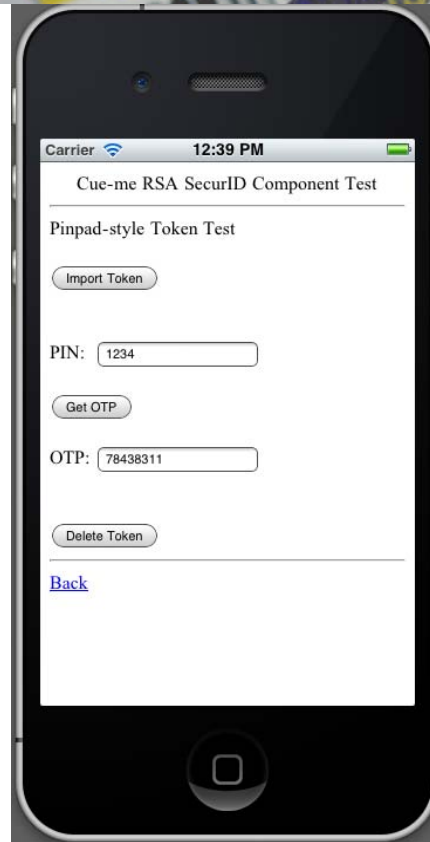 Carrier 12:39 PM
Cue-me RSA SecurID Component Test
Pinpad-style Token Test
Import Token
PIN: 1234
Get OTP
OTP: 78438311
Delete Token
Back